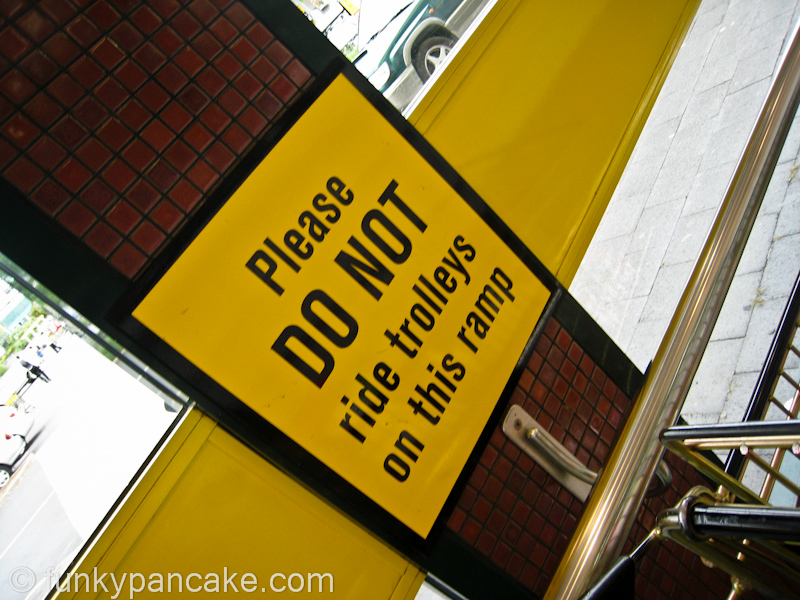 Please
DO NOT
ride trolleys
on this ramp
© funkypancake.com